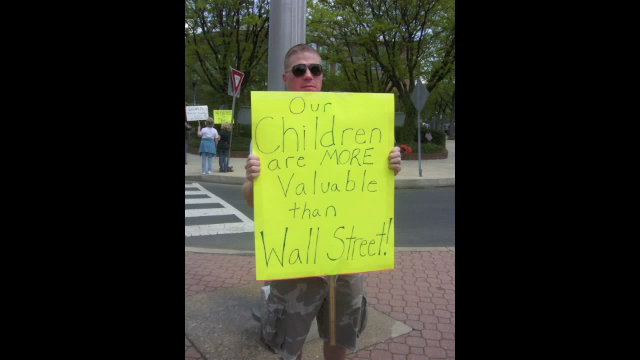 Our
Children
are MORE
Valuable
than
Wall Street!